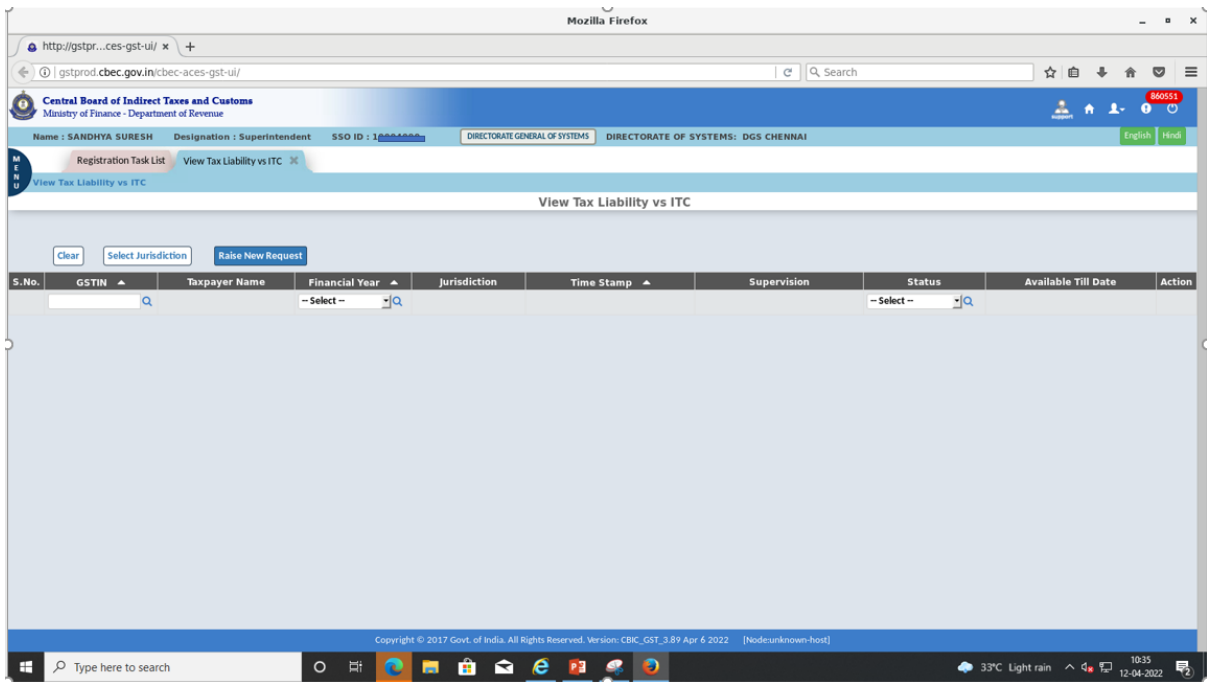 Mozilla Firefox
http://gstpr...ces-gst-ui/
gstprod.cbec.gov.in/cbec-aces-gst-ui/ Search
Central Board of Indirect Taxes and Customs
Ministry of Finance - Department of Revenue
support 860551
Name : SANDHYA SURESH Designation : Superintendent SSO ID : DIRECTORATE GENERAL OF SYSTEMS DIRECTORATE OF SYSTEMS: DGS CHENNAI English Hindi
MENU
Registration Task List View Tax Liability vs ITC
View Tax Liability vs ITC
View Tax Liability vs ITC
Clear Select Jurisdiction Raise New Request
S.No. GSTIN Taxpayer Name Financial Year Jurisdiction Time Stamp Supervision Status Available Till Date Action
-- Select -- -- Select --
Copyright © 2017 Govt. of India. All Rights Reserved. Version: CBIC_GST_3.89 Apr 6 2022 [Node:unknown-host]
Type here to search 33°C Light rain 10:35
12-04-2022